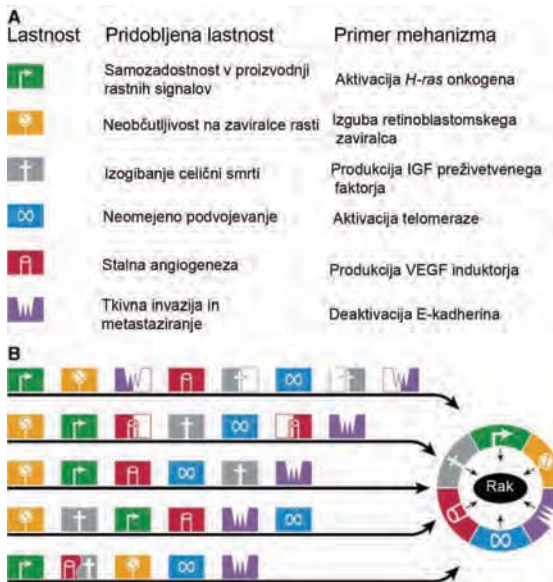 A
Lastnost Pridobljena lastnost Primer mehanizma
Samozadostnost v proizvodnji
rastnih signalov
Aktivacija H-ras onkogena
Neobčutljivost na zaviralce rasti
Izguba retinoblastomskega
zaviralca
Izogibanje celični smrti
Produkcija IGF preživetvenega
faktorja
Neomejeno podvojevanje
Aktivacija telomeraze
Stalna angiogeneza
Produkcija VEGF induktorja
Tkivna invazija in
metastaziranje
Deaktivacija E-kadherina
B
Rak